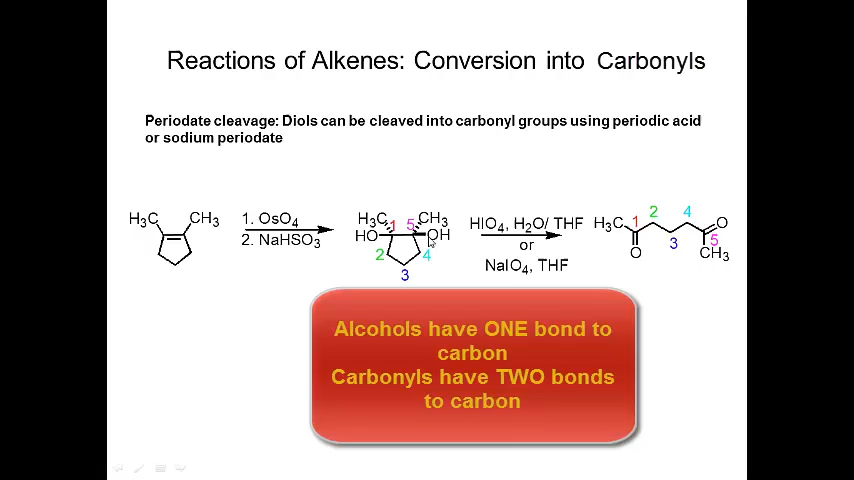 Reactions of Alkenes: Conversion into Carbonyls
Periodate cleavage: Diols can be cleaved into carbonyl groups using periodic acid
or sodium periodate
H₃C CH₃
1. OsO₄
2. NaHSO₃
H₃C CH₃
1 5
HO OH
2 4
3
HIO₄, H₂O/ THF
or
NaIO₄, THF
2 4
H₃C 1 O
3 5
O CH₃
Alcohols have ONE bond to
carbon
Carbonyls have TWO bonds
to carbon